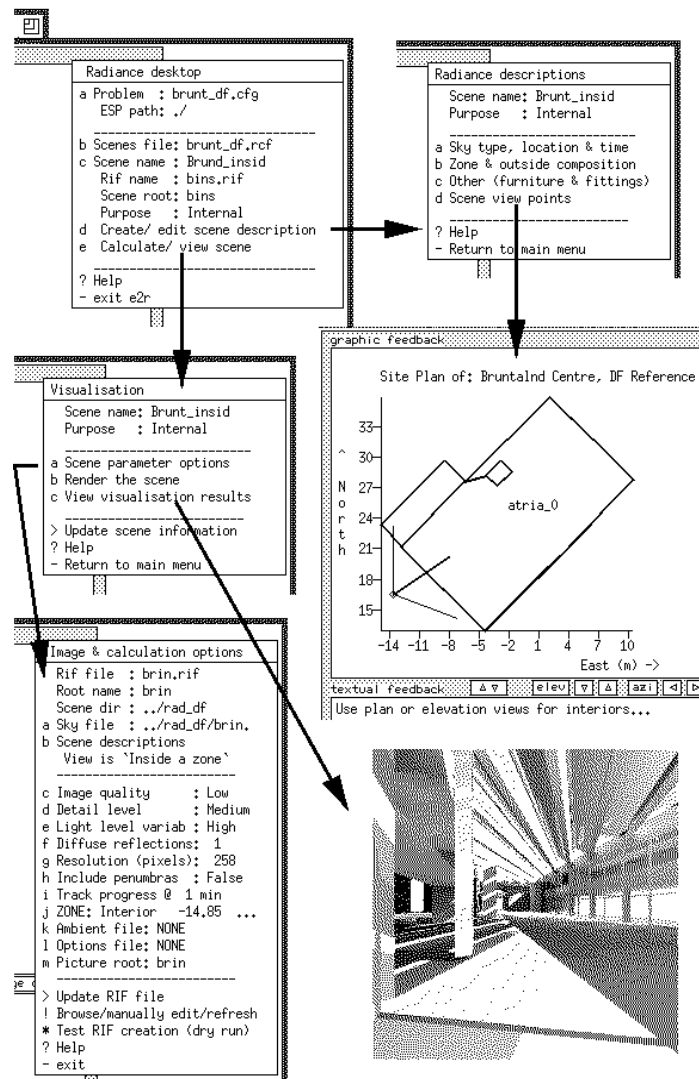 Radiance desktop
a Problem : brunt_df.cfg
ESP path: ./
b Scenes file: brunt_df.rcf
c Scene name : Brund_insid
Rif name : bins.rif
Scene root: bins
Purpose : Internal
d Create/ edit scene description
e Calculate/ view scene
? Help
- exit e2r
Radiance descriptions
Scene name: Brunt_insid
Purpose : Internal
a Sky type, location & time
b Zone & outside composition
c Other (furniture & fittings)
d Scene view points
? Help
- Return to main menu
Visualisation
Scene name: Brunt_insid
Purpose : Internal
a Scene parameter options
b Render the scene
c View visualisation results
> Update scene information
? Help
- Return to main menu
graphic feedback
Site Plan of: Bruntalnd Centre, DF Reference
33
30
27
24
21
18
15
^ North
atria_0
-14 -11 -8 -5 -2 1 4 7 10
East (m) ->
textual feedback
elev
azi
Use plan or elevation views for interiors...
Image & calculation options
Rif file : brin.rif
Root name : brin
Scene dir : ../rad_df
a Sky file : ../rad_df/brin.
b Scene descriptions
View is `Inside a zone`
c Image quality : Low
d Detail level : Medium
e Light level variab : High
f Diffuse reflections: 1
g Resolution (pixels): 258
h Include penumbras : False
i Track progress @ 1 min
j ZONE: Interior -14.85 ...
k Ambient file: NONE
l Options file: NONE
m Picture root: brin
> Update RIF file
! Browse/manually edit/refresh
* Test RIF creation (dry run)
? Help
- exit